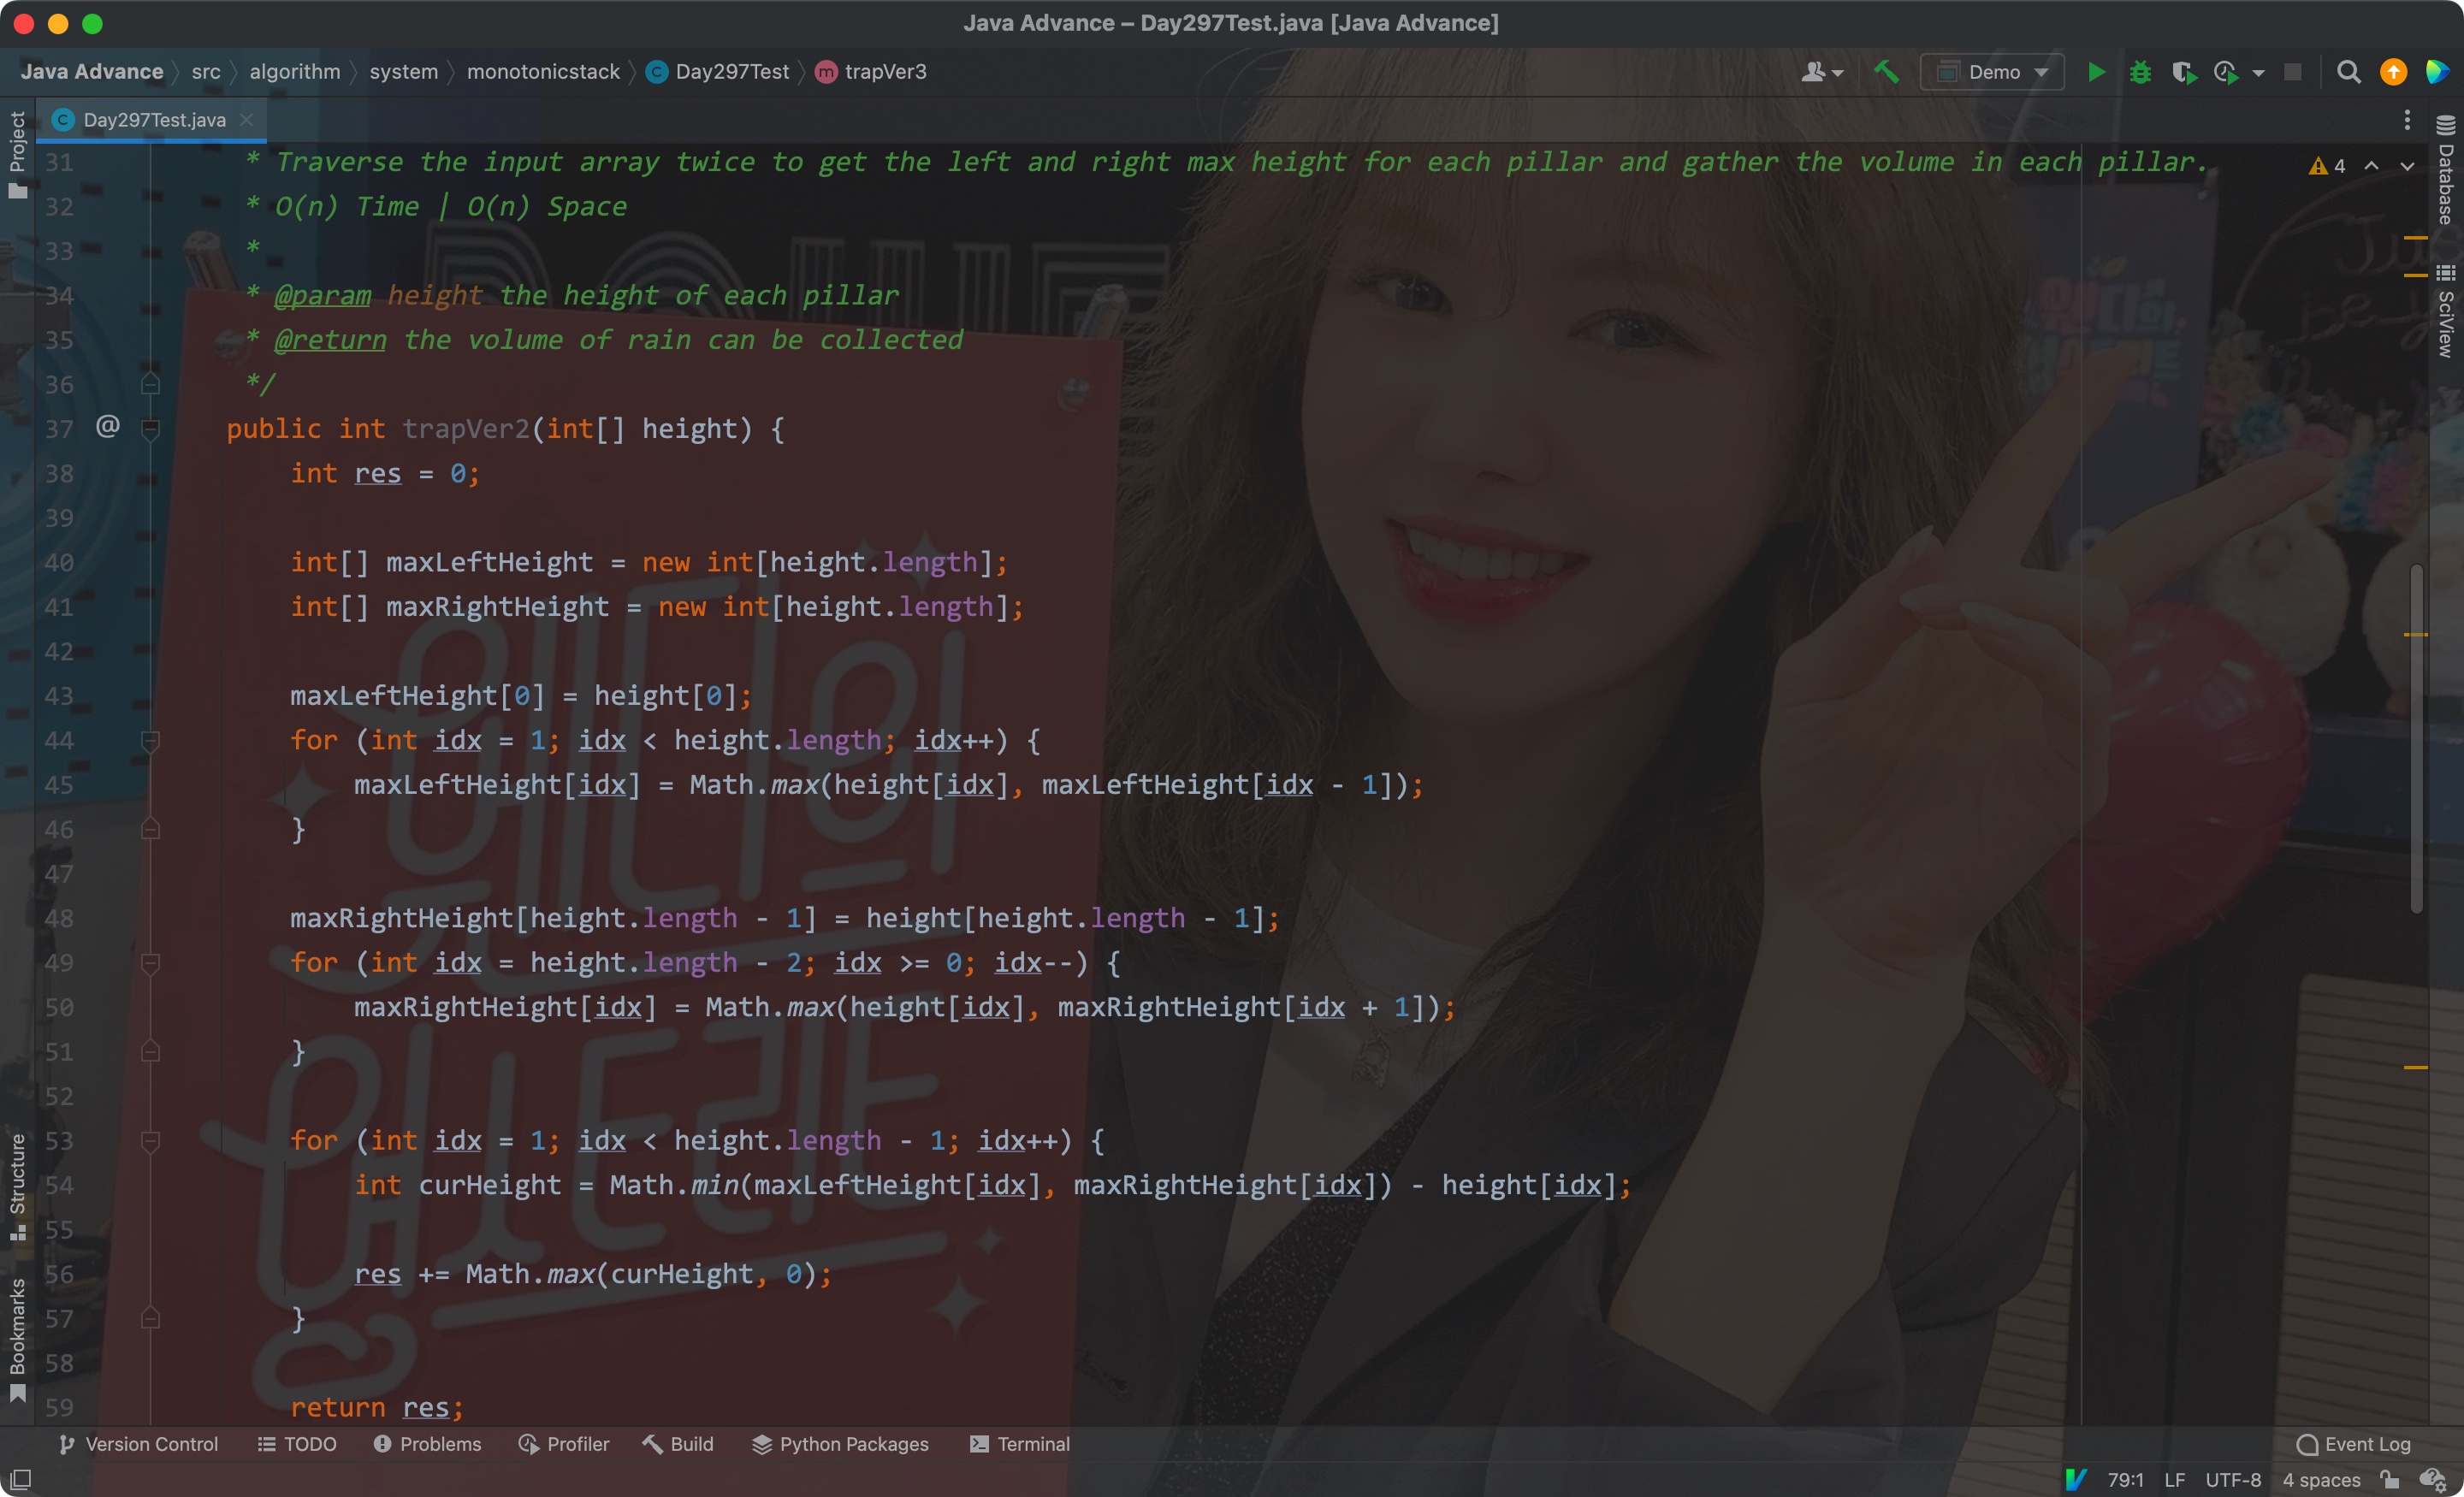 Java Advance – Day297Test.java [Java Advance]
Java Advance src algorithm system monotonicstack Day297Test trapVer3
Demo
Day297Test.java
Project
Structure
Bookmarks
Database
SciView
4
31 * Traverse the input array twice to get the left and right max height for each pillar and gather the volume in each pillar.
32 * O(n) Time | O(n) Space
33 *
34 * @param height the height of each pillar
35 * @return the volume of rain can be collected
36 */
37 @ public int trapVer2(int[] height) {
38 int res = 0;
39
40 int[] maxLeftHeight = new int[height.length];
41 int[] maxRightHeight = new int[height.length];
42
43 maxLeftHeight[0] = height[0];
44 for (int idx = 1; idx < height.length; idx++) {
45 maxLeftHeight[idx] = Math.max(height[idx], maxLeftHeight[idx - 1]);
46 }
47
48 maxRightHeight[height.length - 1] = height[height.length - 1];
49 for (int idx = height.length - 2; idx >= 0; idx--) {
50 maxRightHeight[idx] = Math.max(height[idx], maxRightHeight[idx + 1]);
51 }
52
53 for (int idx = 1; idx < height.length - 1; idx++) {
54 int curHeight = Math.min(maxLeftHeight[idx], maxRightHeight[idx]) - height[idx];
55
56 res += Math.max(curHeight, 0);
57 }
58
59 return res;
웬디의
영스트리트
Version Control TODO Problems Profiler Build Python Packages Terminal Event Log
79:1 LF UTF-8 4 spaces